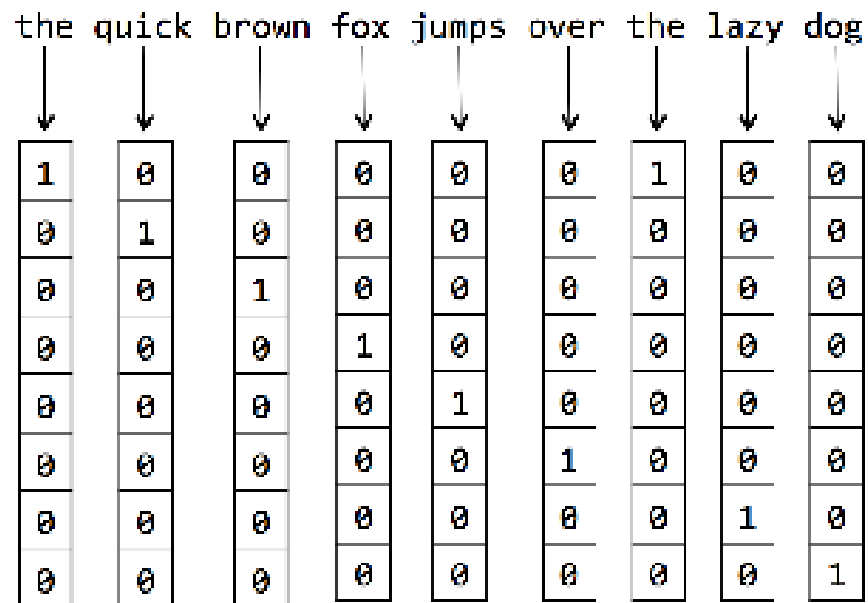 the quick brown fox jumps over the lazy dog
1 0 0 0 0 0 1 0 0
0 1 0 0 0 0 0 0 0
0 0 1 0 0 0 0 0 0
0 0 0 1 0 0 0 0 0
0 0 0 0 1 0 0 0 0
0 0 0 0 0 1 0 0 0
0 0 0 0 0 0 0 1 0
0 0 0 0 0 0 0 0 1